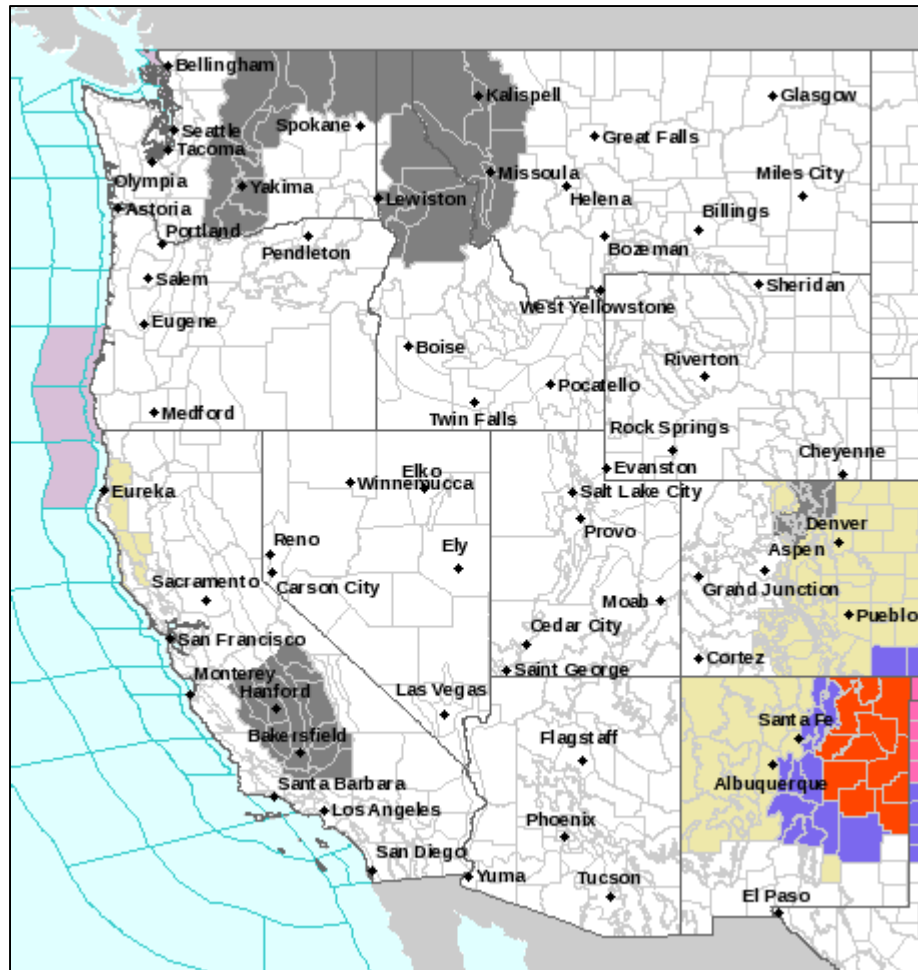 Bellingham
Kalispell
Glasgow
Seattle
Spokane
Great Falls
Tacoma
Olympia
Yakima
Missoula
Miles City
Lewiston
Helena
Astoria
Billings
Portland
Pendleton
Bozeman
Salem
Sheridan
West Yellowstone
Eugene
Boise
Riverton
Pocatello
Medford
Twin Falls
Rock Springs
Cheyenne
Elko
Evanston
Winnemucca
Eureka
Salt Lake City
Provo
Denver
Reno
Ely
Aspen
Sacramento
Carson City
Grand Junction
Moab
Pueblo
Cedar City
San Francisco
Cortez
Saint George
Monterey
Las Vegas
Hanford
Santa Fe
Bakersfield
Flagstaff
Albuquerque
Santa Barbara
Los Angeles
Phoenix
San Diego
Yuma
Tucson
El Paso